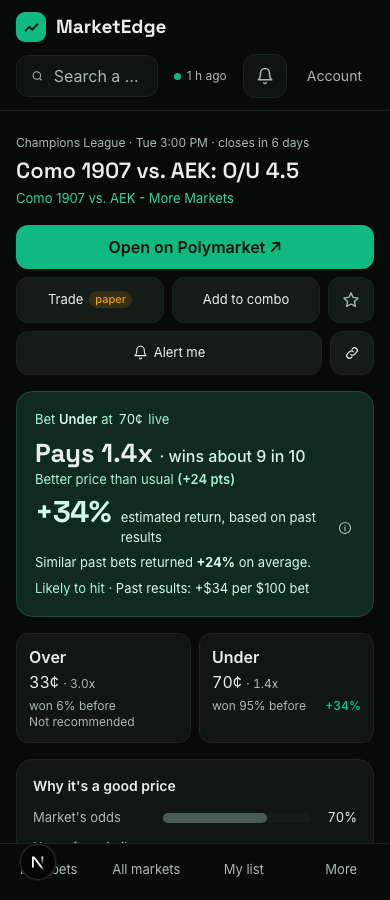 MarketEdge
Search a ...
1 h ago
Account
Champions League · Tue 3:00 PM · closes in 6 days
Como 1907 vs. AEK: O/U 4.5
Como 1907 vs. AEK - More Markets
Open on Polymarket ↗
Trade paper
Add to combo
Alert me
Bet Under at 70¢ live
Pays 1.4x · wins about 9 in 10
Better price than usual (+24 pts)
+34% estimated return, based on past
results
Similar past bets returned +24% on average.
Likely to hit · Past results: +$34 per $100 bet
Over
33¢ · 3.0x
won 6% before
Not recommended
Under
70¢ · 1.4x
won 95% before +34%
Why it's a good price
Market's odds 70%
N
bets
All markets
My list
More